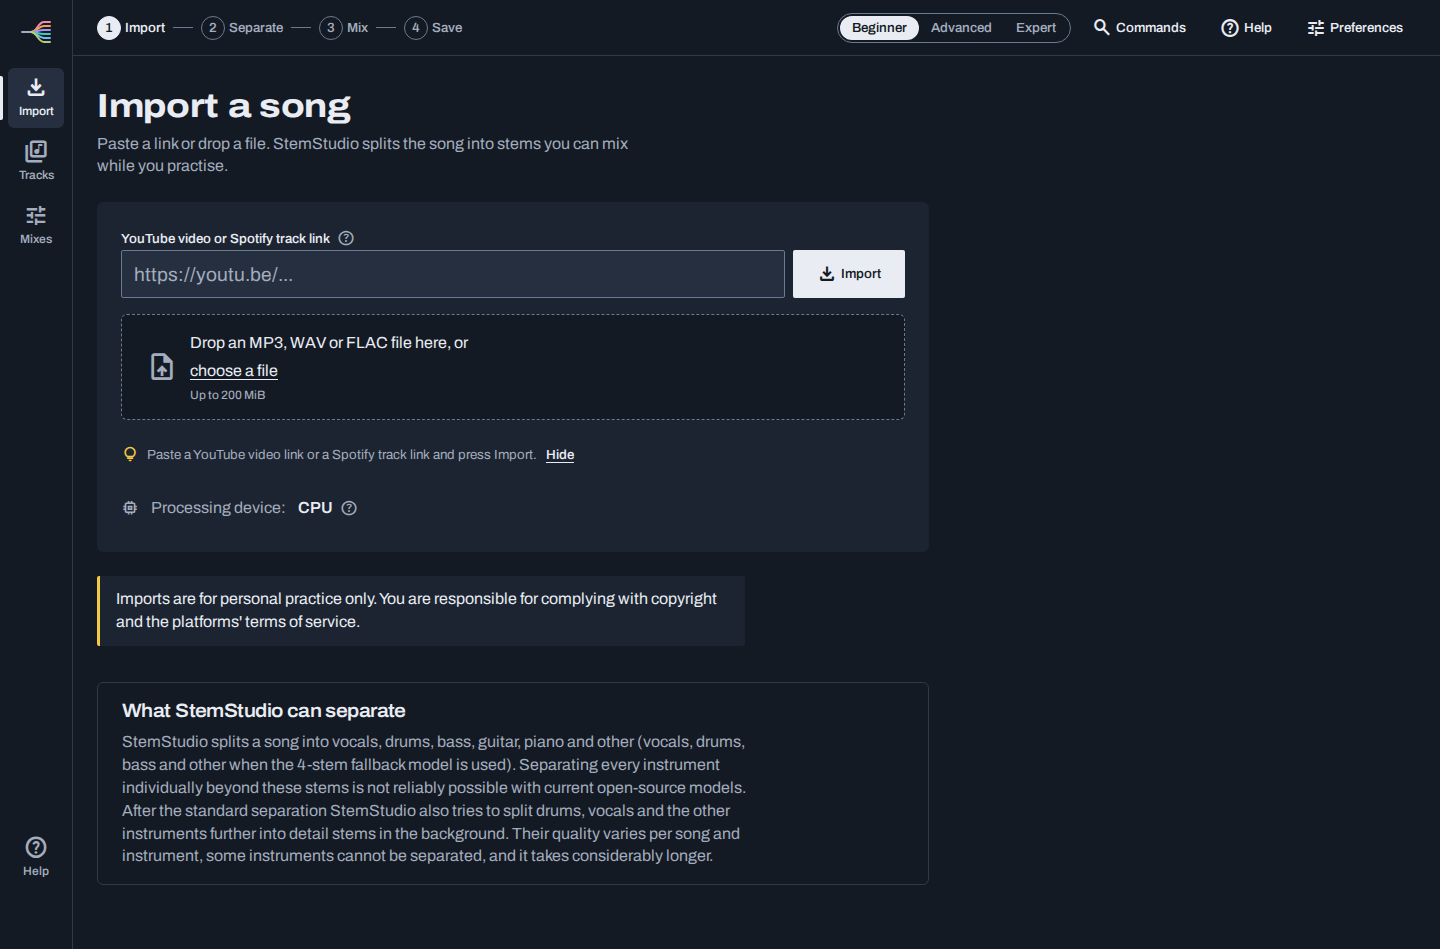 1 Import
2 Separate
3 Mix
4 Save
Beginner
Advanced
Expert
Commands
Help
Preferences
Import
Tracks
Mixes
Help
Import a song
Paste a link or drop a file. StemStudio splits the song into stems you can mix
while you practise.
YouTube video or Spotify track link ?
https://youtu.be/...
Import
Drop an MP3, WAV or FLAC file here, or
choose a file
Up to 200 MiB
Paste a YouTube video link or a Spotify track link and press Import. Hide
Processing device: CPU ?
Imports are for personal practice only. You are responsible for complying with copyright
and the platforms' terms of service.
What StemStudio can separate
StemStudio splits a song into vocals, drums, bass, guitar, piano and other (vocals, drums,
bass and other when the 4-stem fallback model is used). Separating every instrument
individually beyond these stems is not reliably possible with current open-source models.
After the standard separation StemStudio also tries to split drums, vocals and the other
instruments further into detail stems in the background. Their quality varies per song and
instrument, some instruments cannot be separated, and it takes considerably longer.